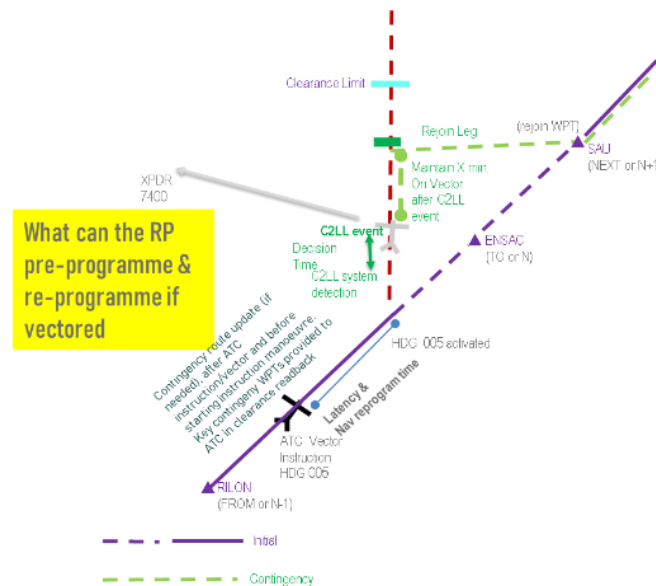 Clearance Limit
Rejoin Leg
(rejoin WPT)
SAU
(NEXT or N+1
Maintain X min
On Vector
after C2LL
event
XPDR
7400
C2LL event
Decision
Time
C2LL system
detection
ENSAC
(TO or N)
What can the RP
pre-programme &
re-programme if
vectored
HDG 005 activated
Contingency route update (if
needed), after ATC
instruction/vector and before
starting instruction manoeuvre.
Key contingeny WPTs provided to
ATC in clearance readback
Latency &
Nav reprogram time
ATC Vector
Instruction
HDG 005
RILON
(FROM or N-1)
Initial
Contingency